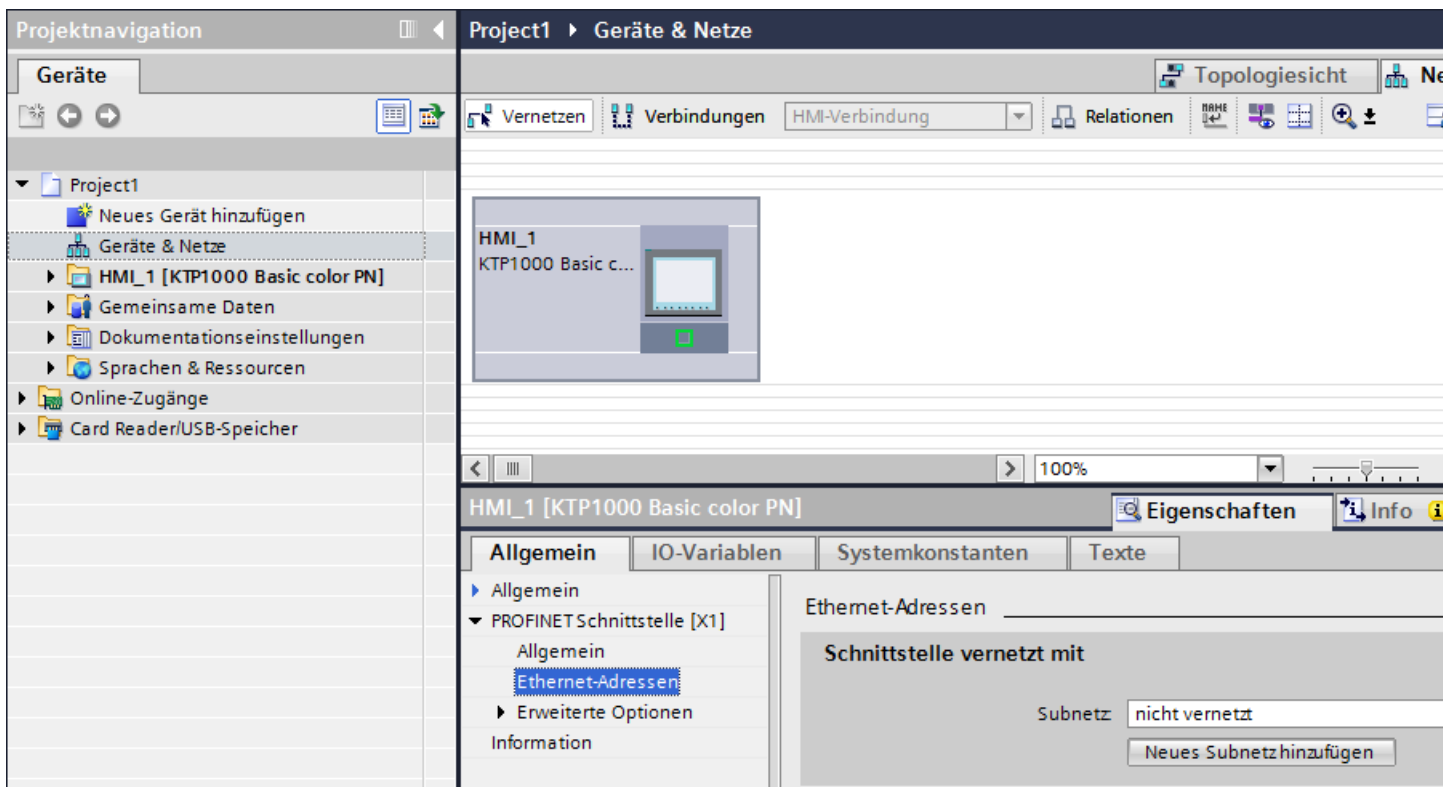 Projektnavigation
Geräte
Project1
Neues Gerät hinzufügen
Geräte & Netze
HMI_1 [KTP1000 Basic color PN]
Gemeinsame Daten
Dokumentationseinstellungen
Sprachen & Ressourcen
Online-Zugänge
Card Reader/USB-Speicher
Project1 Geräte & Netze
Topologiesicht Ne
Vernetzen Verbindungen HMI-Verbindung Relationen
HMI_1
KTP1000 Basic c...
100%
HMI_1 [KTP1000 Basic color PN]
Eigenschaften Info
Allgemein IO-Variablen Systemkonstanten Texte
Allgemein
PROFINET Schnittstelle [X1]
Allgemein
Ethernet-Adressen
Erweiterte Optionen
Information
Ethernet-Adressen
Schnittstelle vernetzt mit
Subnetz: nicht vernetzt
Neues Subnetz hinzufügen